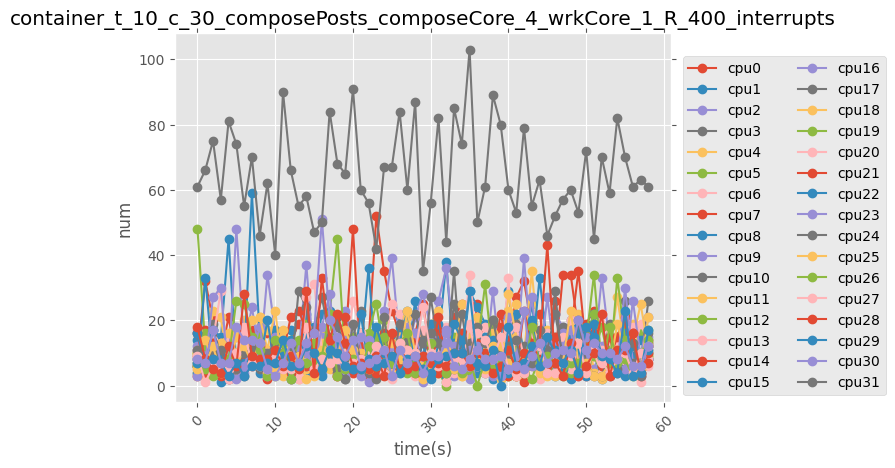 container_t_10_c_30_composePosts_composeCore_4_wrkCore_1_R_400_interrupts
100
80
60
40
20
0
num
0
10
20
30
40
50
60
time(s)
cpu0
cpu1
cpu2
cpu3
cpu4
cpu5
cpu6
cpu7
cpu8
cpu9
cpu10
cpu11
cpu12
cpu13
cpu14
cpu15
cpu16
cpu17
cpu18
cpu19
cpu20
cpu21
cpu22
cpu23
cpu24
cpu25
cpu26
cpu27
cpu28
cpu29
cpu30
cpu31